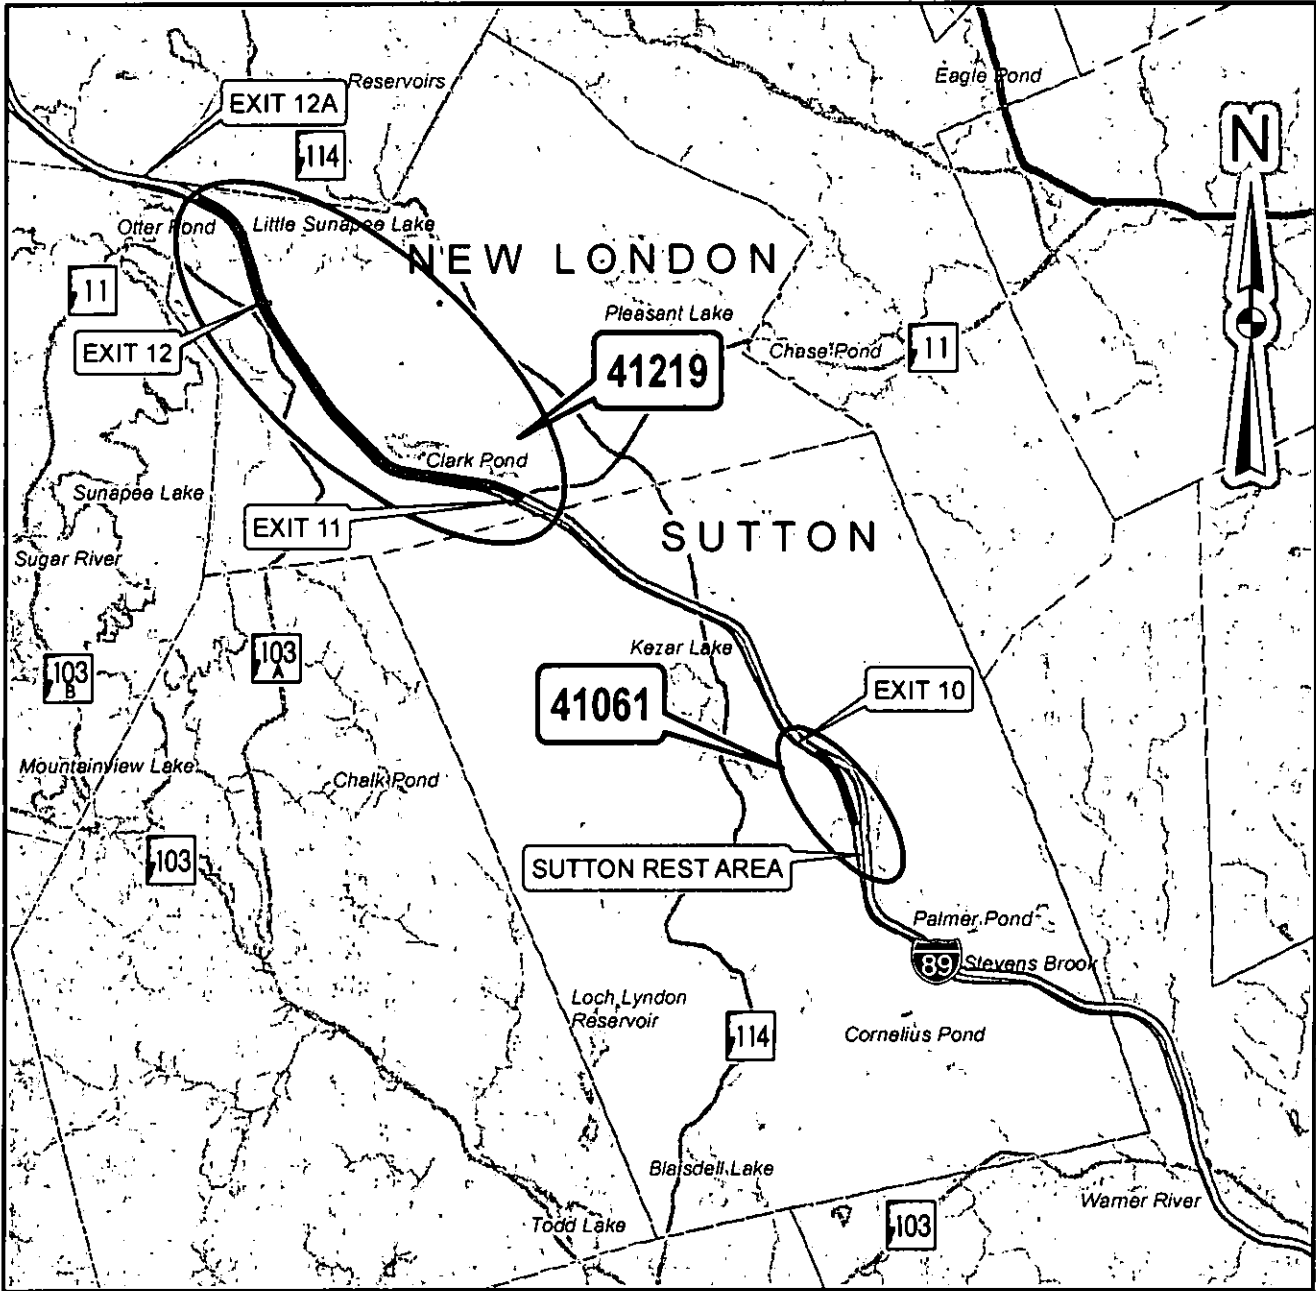 Reservoirs
Eagle Pond
EXIT 12A
114
N
Otter Pond
Little Sunapee Lake
NEW LONDON
11
Pleasant Lake
EXIT 12
Chase Pond
11
41219
Clark Pond
Sunapee Lake
EXIT 11
SUTTON
Sugar River
Kezar Lake
103
A
103
B
EXIT 10
41061
Mountainview Lake
Chalk Pond
103
SUTTON REST AREA
Palmer Pond
89
Stevens Brook
Loch Lyndon
Reservoir
114
Cornelius Pond
Blaisdell Lake
Warner River
Todd Lake
103